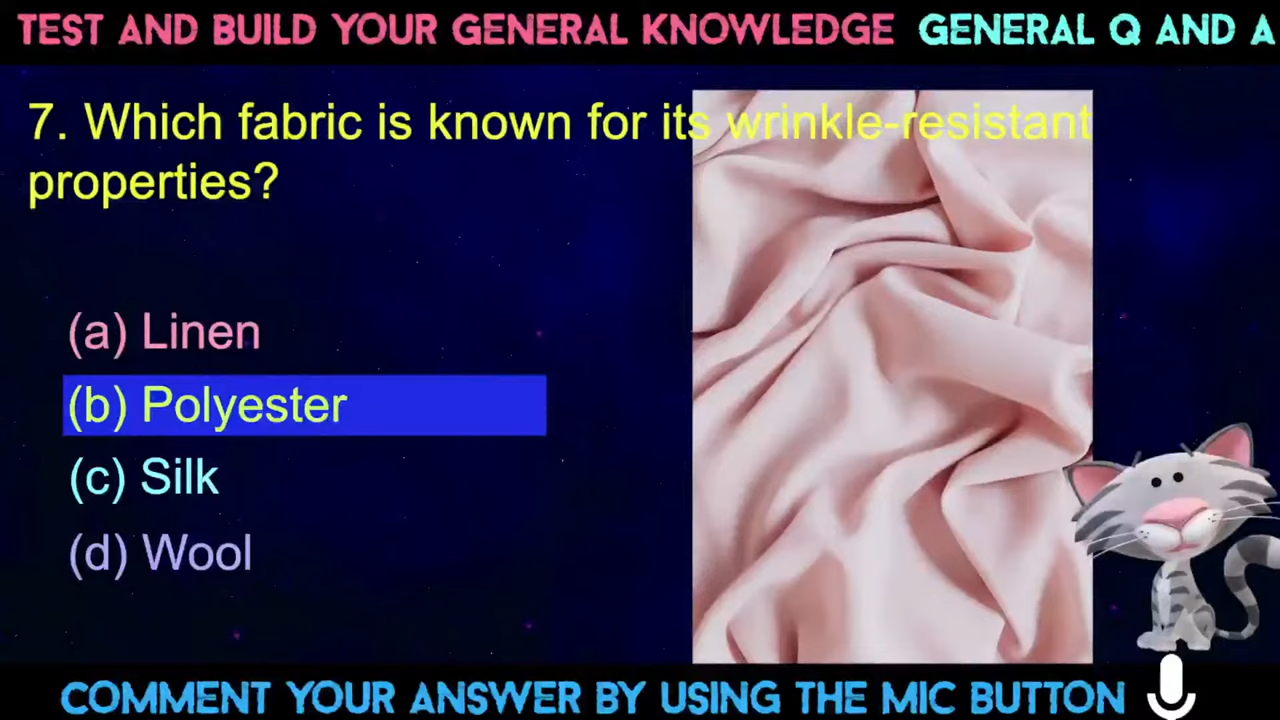 TEST AND BUILD YOUR GENERAL KNOWLEDGE GENERAL Q AND A
7. Which fabric is known for its wrinkle-resistant
properties?
(a) Linen
(b) Polyester
(c) Silk
(d) Wool
COMMENT YOUR ANSWER BY USING THE MIC BUTTON